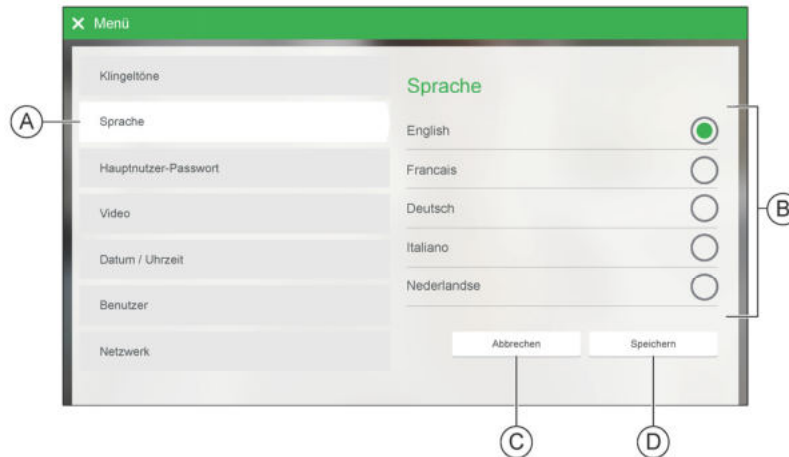 Menü
Klingeltöne
Sprache
Hauptnutzer-Passwort
Video
Datum / Uhrzeit
Benutzer
Netzwerk
Sprache
English
Francais
Deutsch
Italiano
Nederlandse
Abbrechen
Speichern
A
B
C
D